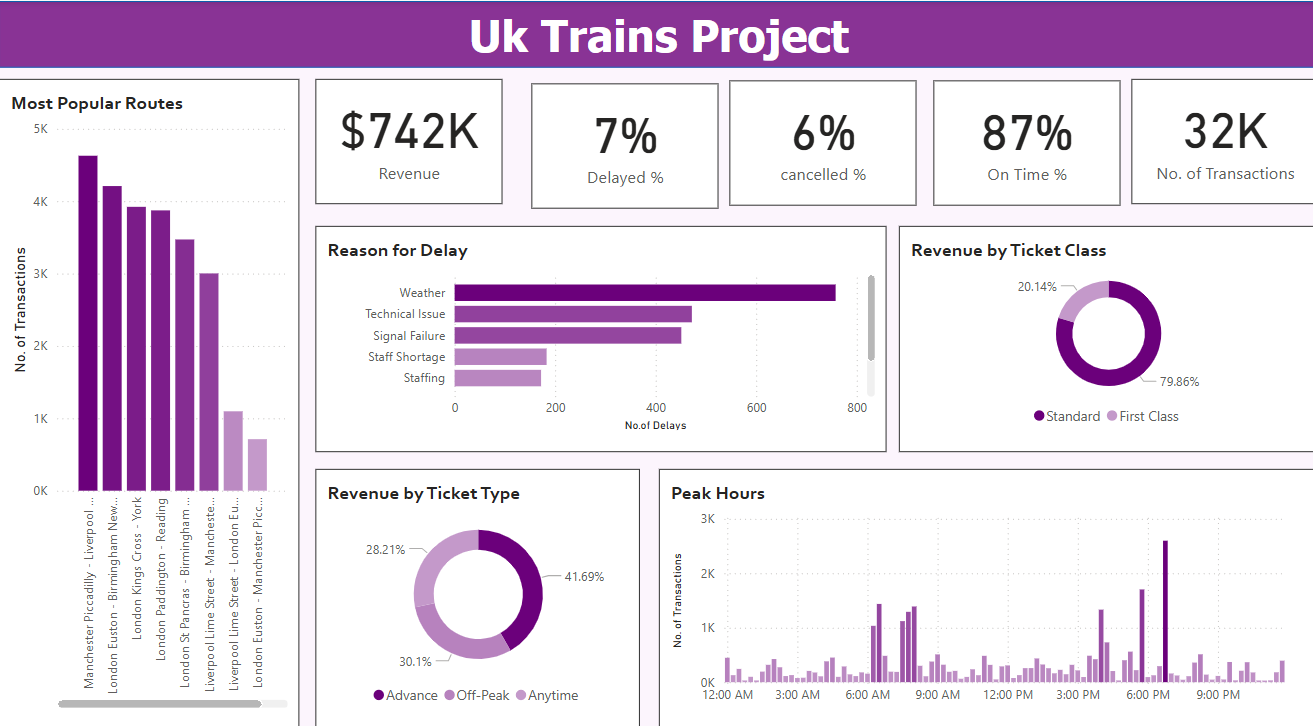 Uk Trains Project
Most Popular Routes
5K
4K
3K
2K
1K
0K
No. of Transactions
Manchester Piccadilly - Liverpool ...
London Euston - Birmingham New...
London Kings Cross - York
London Paddington - Reading
London St Pancras - Birmingham ...
Liverpool Lime Street - Mancheste...
Liverpool Lime Street - London Eu...
London Euston - Manchester Picc...
$742K
Revenue
7%
Delayed %
6%
cancelled %
87%
On Time %
32K
No. of Transactions
Reason for Delay
Weather
Technical Issue
Signal Failure
Staff Shortage
Staffing
0 200 400 600 800
No.of Delays
Revenue by Ticket Class
20.14%
79.86%
Standard First Class
Revenue by Ticket Type
28.21%
41.69%
30.1%
Advance Off-Peak Anytime
Peak Hours
3K
2K
1K
0K
No. of Transactions
12:00 AM 3:00 AM 6:00 AM 9:00 AM 12:00 PM 3:00 PM 6:00 PM 9:00 PM